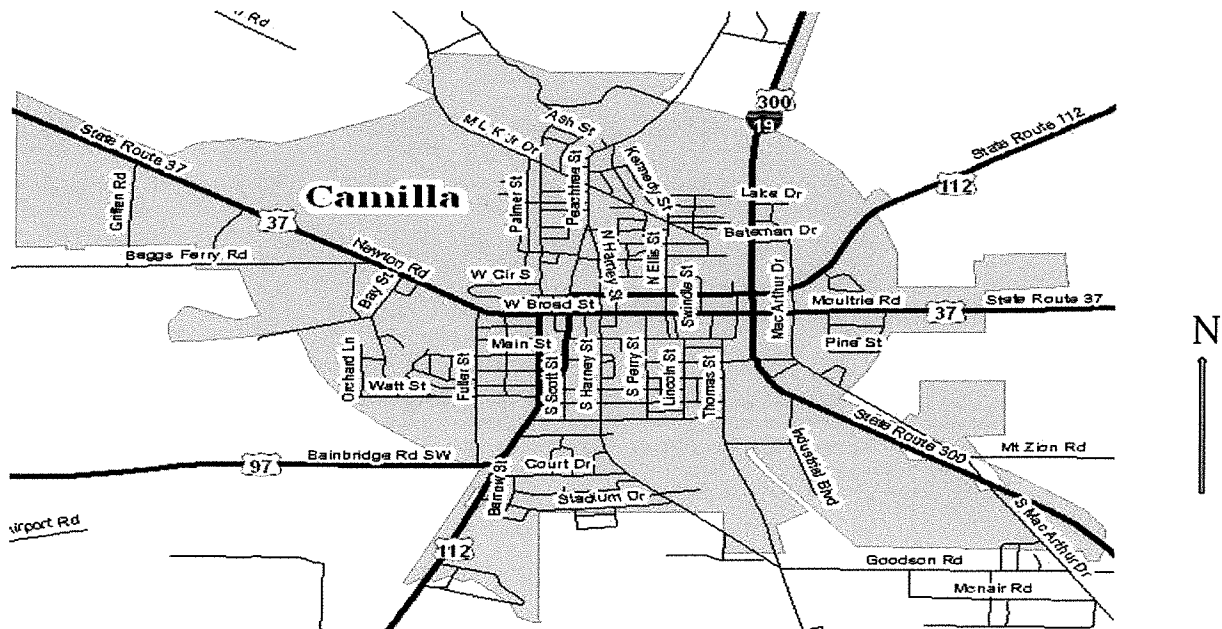 Rd
300
19
State Route 112
Ash St
M L K Jr Dr
State Route 37
Kennedy St
Peachtree St
112
Camilla
Palmer St
Lake Dr
Griffen Rd
37
Bateman Dr
N Harney St
N Ellis St
Newton Rd
Beggs Ferry Rd
W Cir S
Swindle St
Mac Arthur Dr
Bay St
W Broad St
Moultrie Rd
State Route 37
37
N
Main St
Pine St
Orchard Ln
Watt St
Fuller St
S Scott St
S Harney St
S Perry St
Lincoln St
Thomas St
State Route 300
Industrial Blvd
Mt Zion Rd
Bainbridge Rd SW
97
Court Dr
Barrow St
Stadium Dr
S Mac Arthur Dr
Airport Rd
112
Goodson Rd
Mcnair Rd